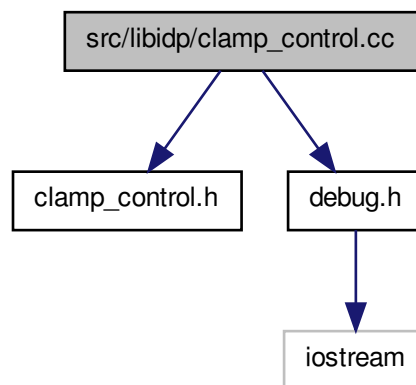 src/libidp/clamp_control.cc
clamp_control.h
debug.h
iostream